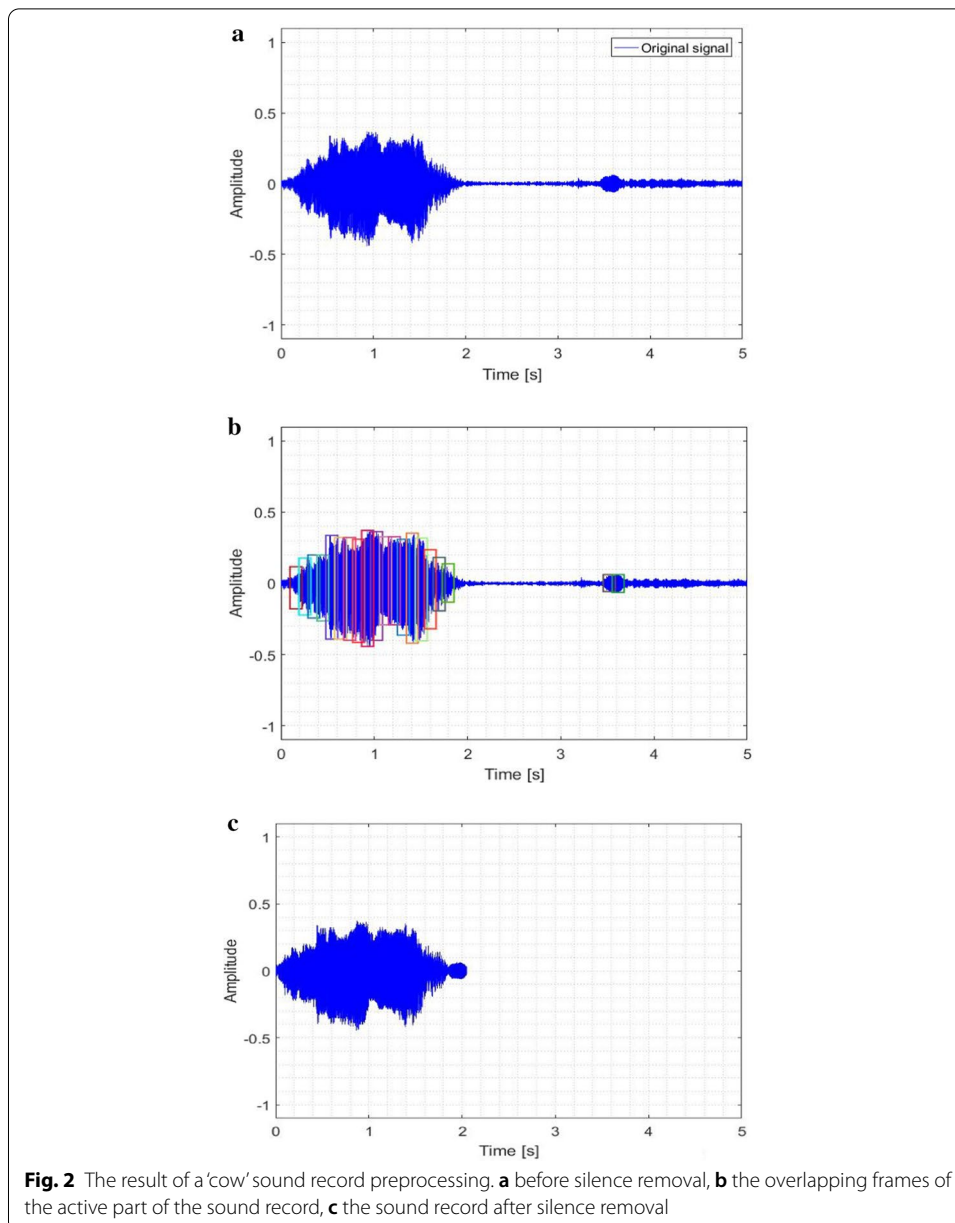 a
1
0.5
0
-0.5
-1
Amplitude
Original signal
0 1 2 3 4 5
Time [s]
b
1
0.5
0
-0.5
-1
Amplitude
0 1 2 3 4 5
Time [s]
c
1
0.5
0
-0.5
-1
Amplitude
0 1 2 3 4 5
Time [s]
Fig. 2 The result of a ‘cow’ sound record preprocessing. a before silence removal, b the overlapping frames of
the active part of the sound record, c the sound record after silence removal